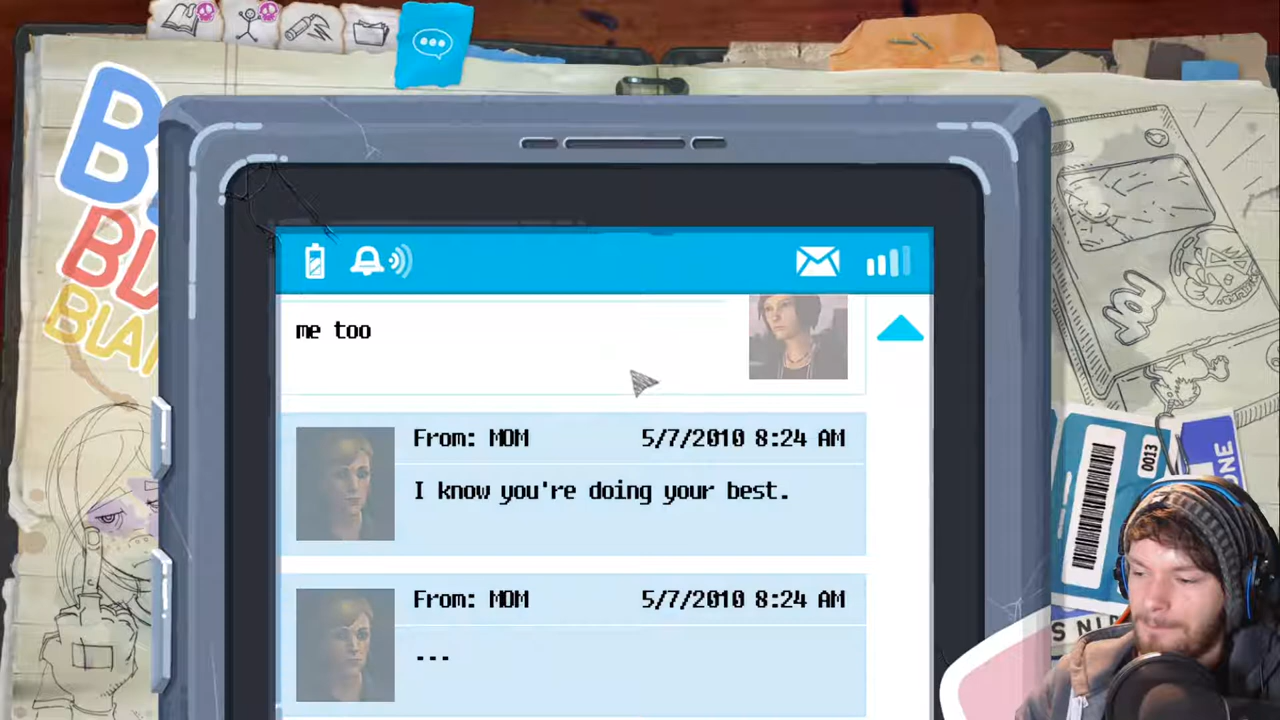 me too
From: MOM 5/7/2010 8:24 AM
I know you're doing your best.
From: MOM 5/7/2010 8:24 AM
---
0013